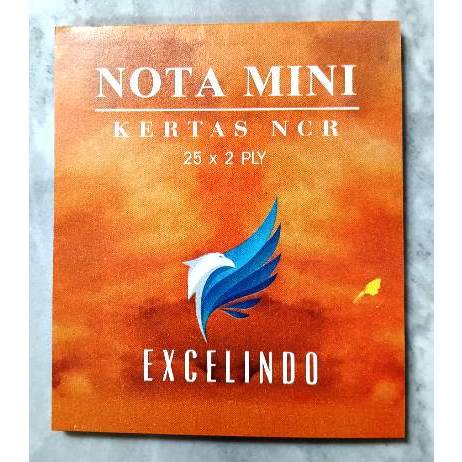 NOTA MINI
KERTAS NCR
25 x 2 PLY
EXCELINDO